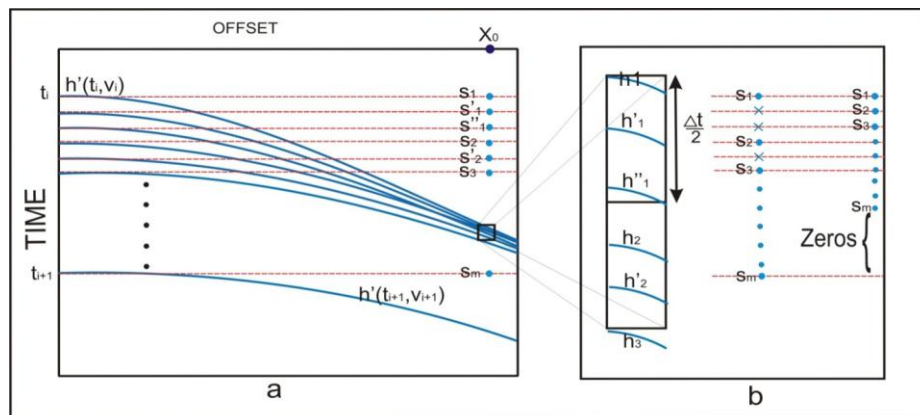 OFFSET
X₀
TIME
tᵢ
h'(tᵢ,vᵢ)
S₁
S'₁
S''₁
S₂
S'₂
S₃
tᵢ₊₁
h'(tᵢ₊₁,vᵢ₊₁)
Sₘ
a
h1
h'₁
h''₁
h₂
h'₂
h₃
Δt
2
S₁
×
×
S₂
×
S₃
Sₘ
S₁
S₂
S₃
Sₘ
Zeros {
b